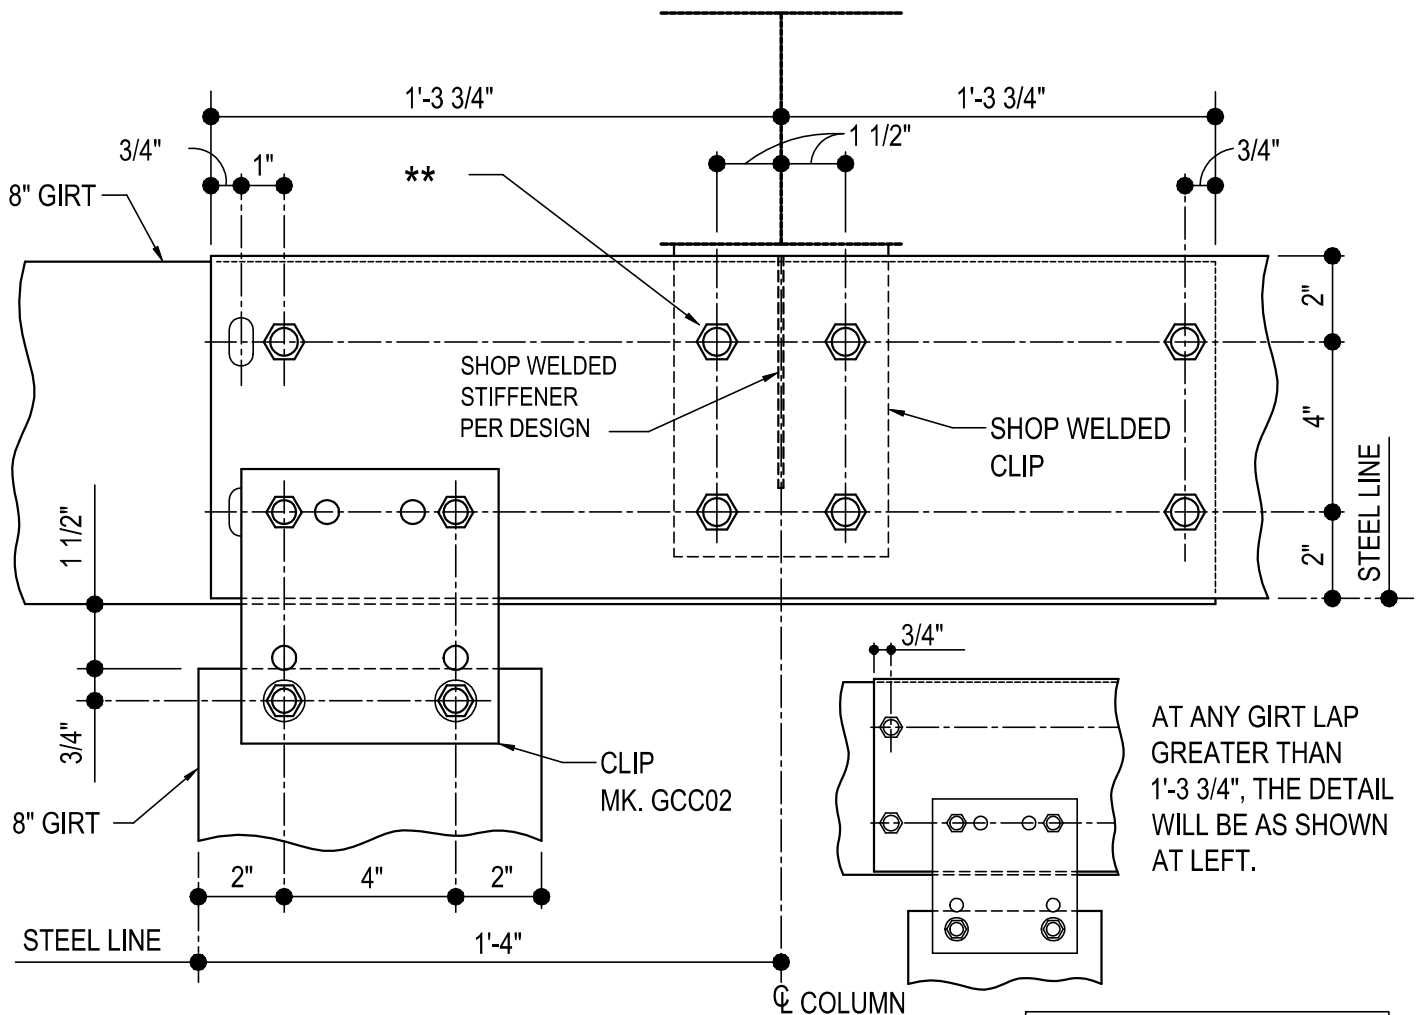 1'-3 3/4"
1'-3 3/4"
3/4"
1"
**
1 1/2"
3/4"
8" GIRT
2"
SHOP WELDED
STIFFENER
PER DESIGN
4"
SHOP WELDED
CLIP
STEEL LINE
1 1/2"
2"
3/4"
3/4"
AT ANY GIRT LAP
GREATER THAN
1'-3 3/4", THE DETAIL
WILL BE AS SHOWN
AT LEFT.
CLIP
MK. GCC02
8" GIRT
2"
4"
2"
STEEL LINE
1'-4"
℄ COLUMN